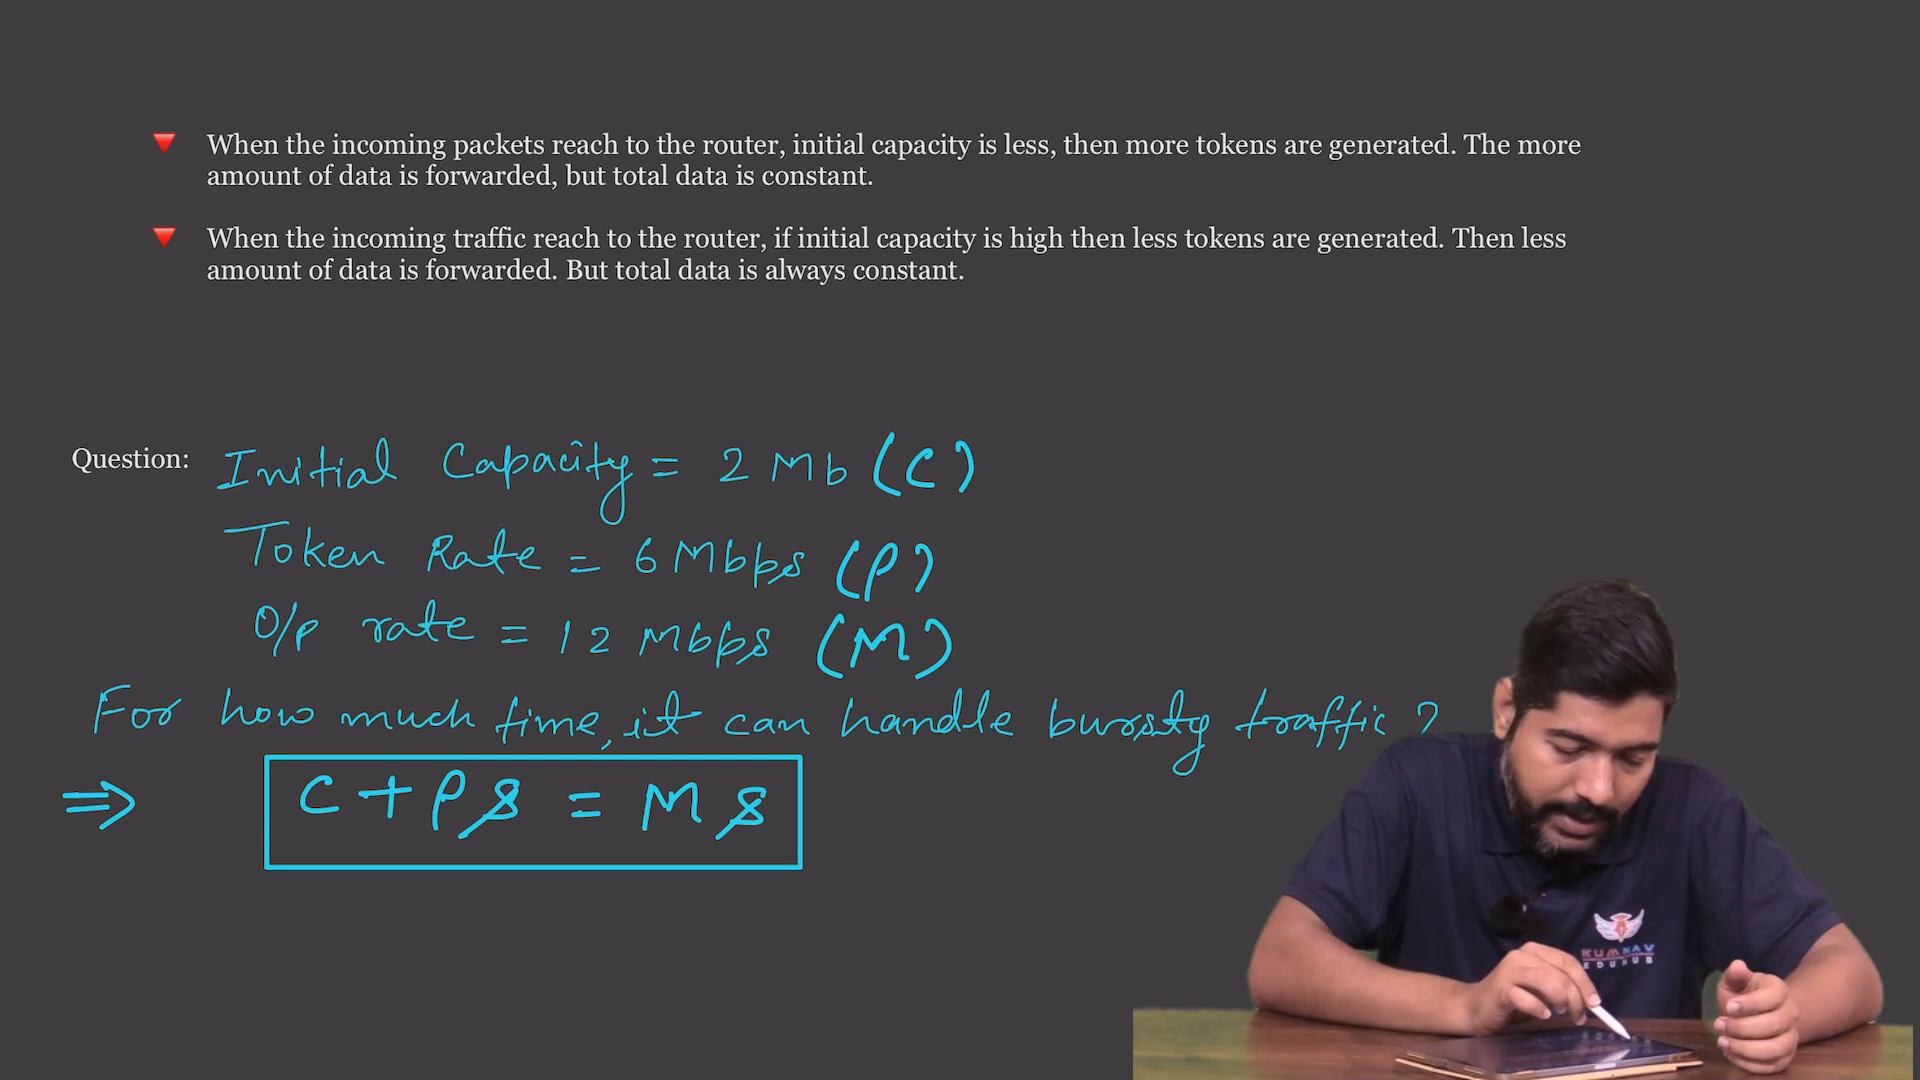 When the incoming packets reach to the router, initial capacity is less, then more tokens are generated. The more
amount of data is forwarded, but total data is constant.
When the incoming traffic reach to the router, if initial capacity is high then less tokens are generated. Then less
amount of data is forwarded. But total data is always constant.
Question: Initial Capacity = 2 Mb (C)
Token Rate = 6 Mbps (ρ)
O/p rate = 12 Mbps (M)
For how much time, it can handle bursty traffic?
⇒ C + ρs = Ms
KUMNAV
EDUHUB